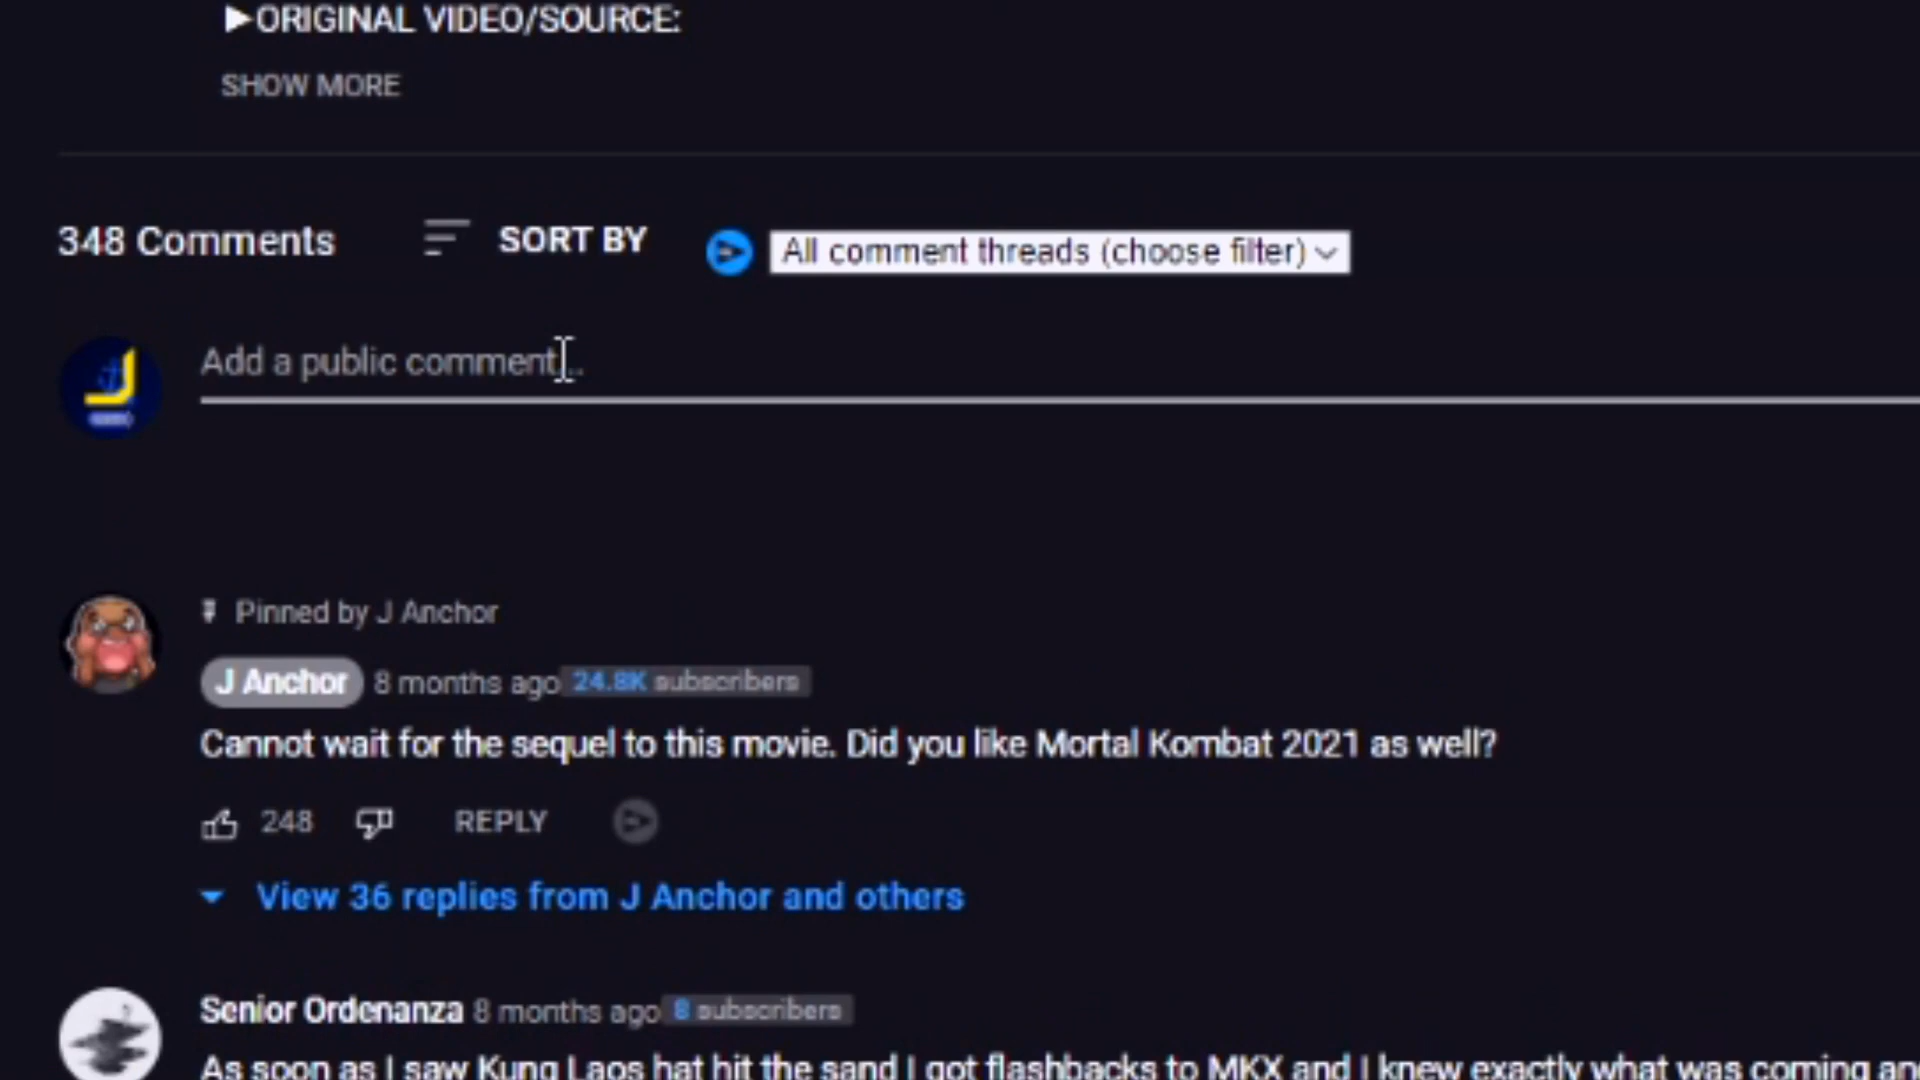 ▶ORIGINAL VIDEO/SOURCE:
SHOW MORE
348 Comments SORT BY All comment threads (choose filter)
Add a public comment...
Pinned by J Anchor
J Anchor 8 months ago 24.8K subscribers
Cannot wait for the sequel to this movie. Did you like Mortal Kombat 2021 as well?
248 REPLY
View 36 replies from J Anchor and others
Senior Ordenanza 8 months ago 8 subscribers
As soon as I saw Kung Laos hat hit the sand I got flashbacks to MKX and I knew exactly what was coming